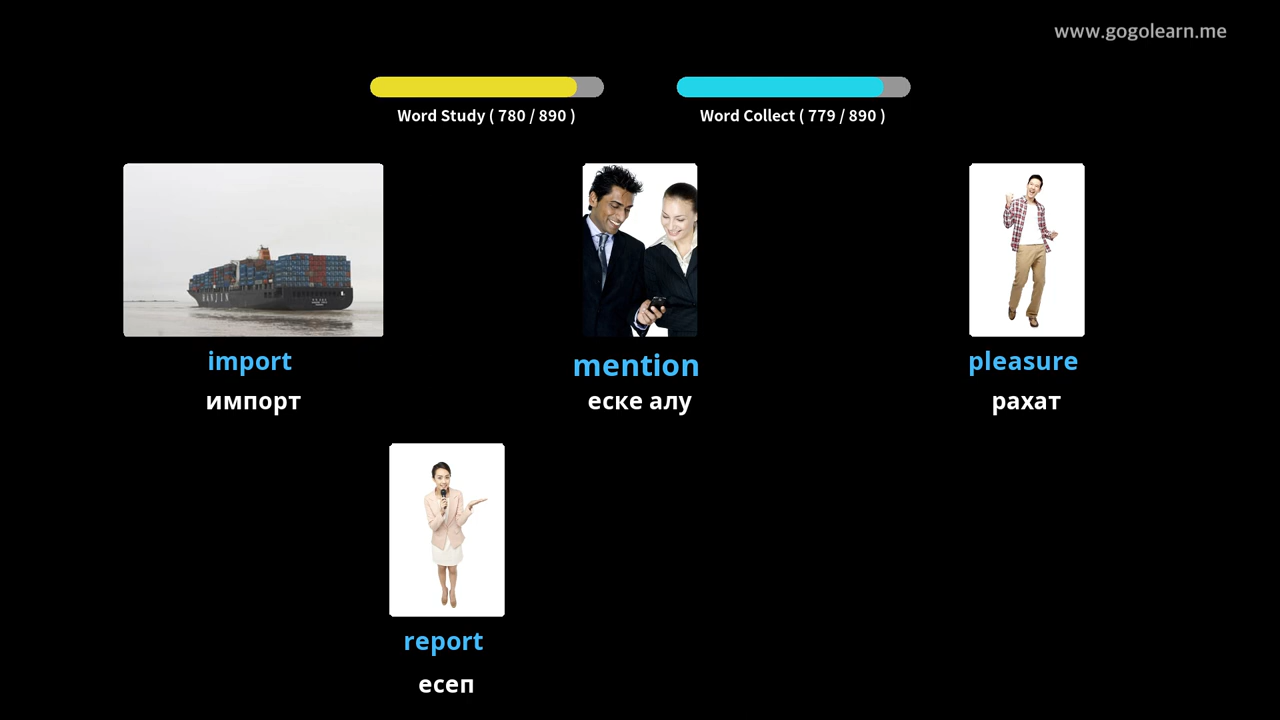 www.gogolearn.me
Word Study ( 780 / 890 )
Word Collect ( 779 / 890 )
HANJIN
import
импорт
mention
еске алу
pleasure
рахат
report
есеп